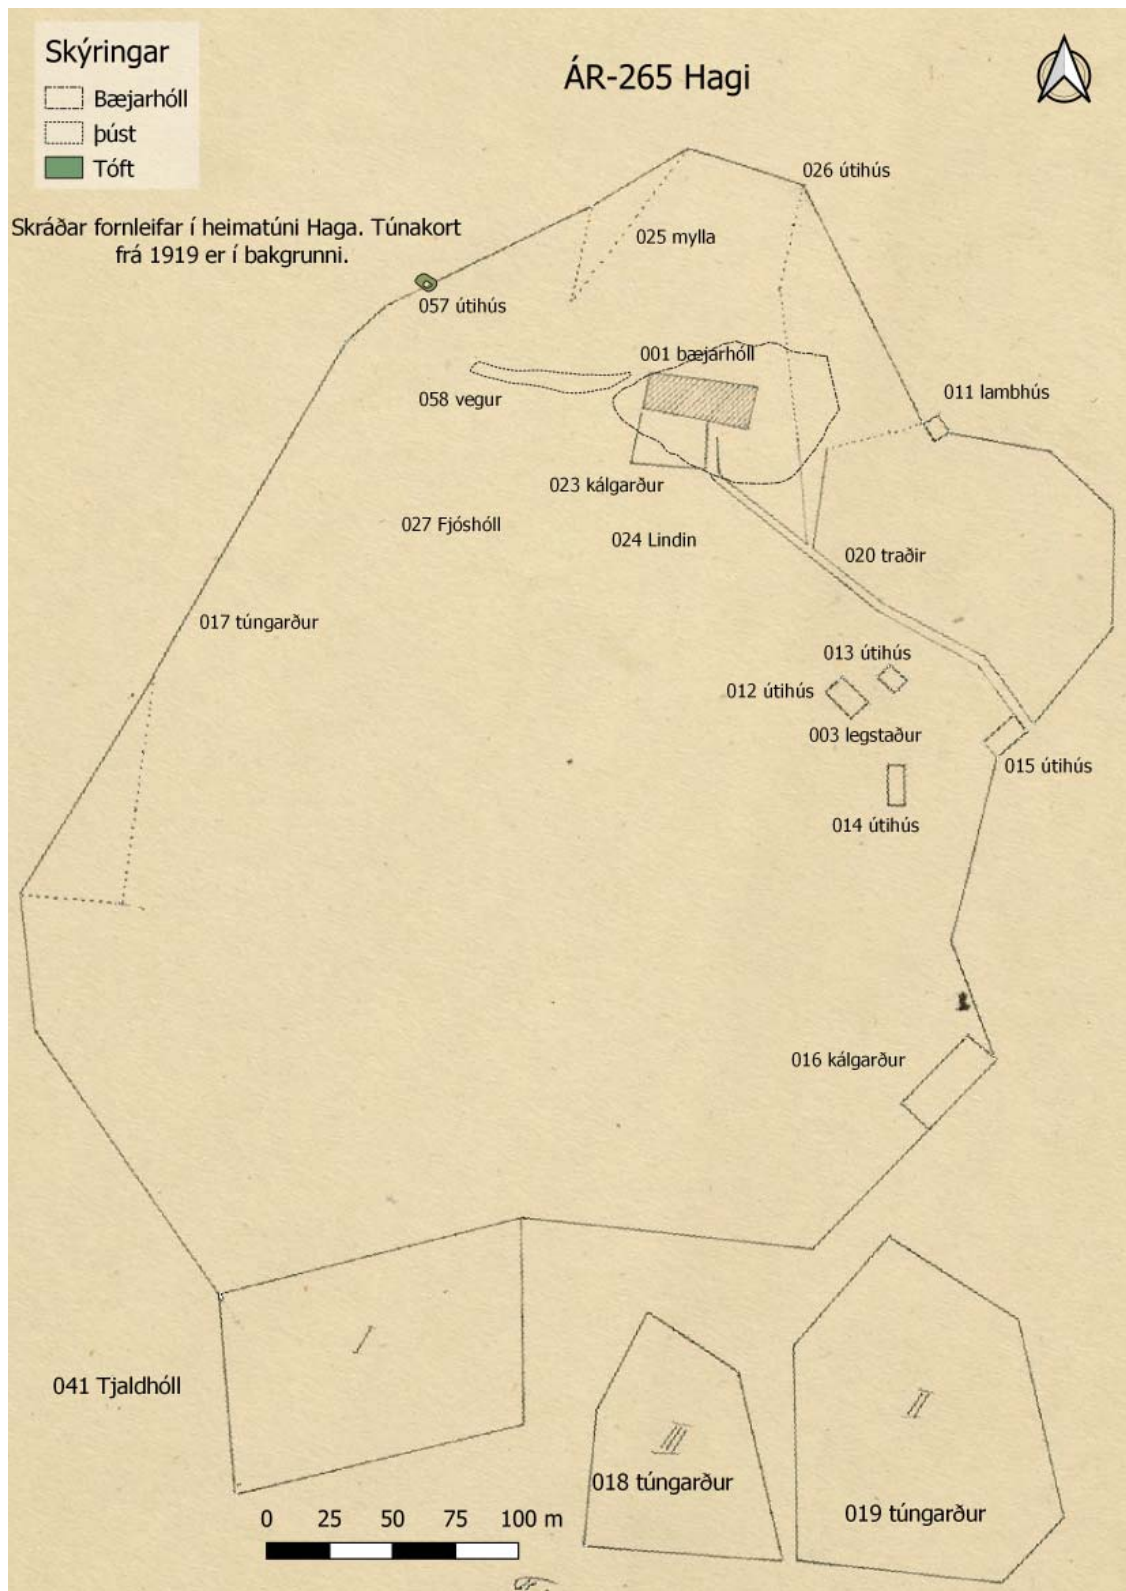 Skýringar
Bæjarhóll
þúst
Tóft
ÁR-265 Hagi
Skráðar fornleifar í heimatúni Haga. Túnakort
frá 1919 er í bakgrunni.
026 útihús
025 mylla
057 útihús
001 bæjarhóll
058 vegur
011 lambhús
023 kálgarður
027 Fjóshóll
024 Lindin
020 traðir
017 túngarður
013 útihús
012 útihús
003 legstaður
015 útihús
014 útihús
016 kálgarður
041 Tjaldhóll
I
III
II
018 túngarður
019 túngarður
0 25 50 75 100 m